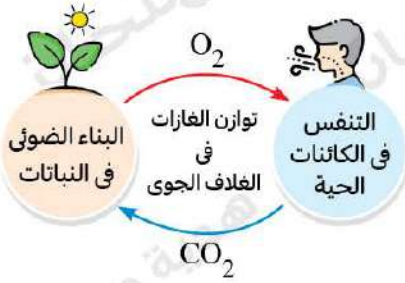 O₂
التنفس
فى الكائنات
الحية
توازن الغازات
فى
الغلاف الجوى
البناء الضوئى
فى النباتات
CO₂